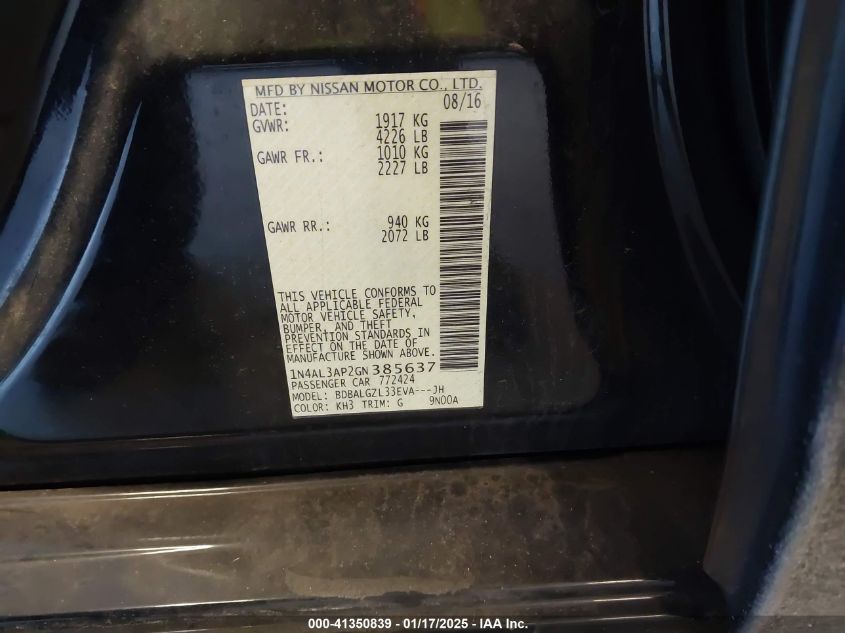 MFD BY NISSAN MOTOR CO., LTD.
DATE: 08/16
GVWR: 1917 KG
4226 LB
GAWR FR.: 1010 KG
2227 LB
GAWR RR.: 940 KG
2072 LB
THIS VEHICLE CONFORMS TO
ALL APPLICABLE FEDERAL
MOTOR VEHICLE SAFETY,
BUMPER, AND THEFT
PREVENTION STANDARDS IN
EFFECT ON THE DATE OF
MANUFACTURE SHOWN ABOVE.
1N4AL3AP2GN385637
PASSENGER CAR 772424
MODEL: BDBALGZL33EVA---JH
COLOR: KH3 TRIM: G 9N00A
000-41350839 - 01/17/2025 - IAA Inc.